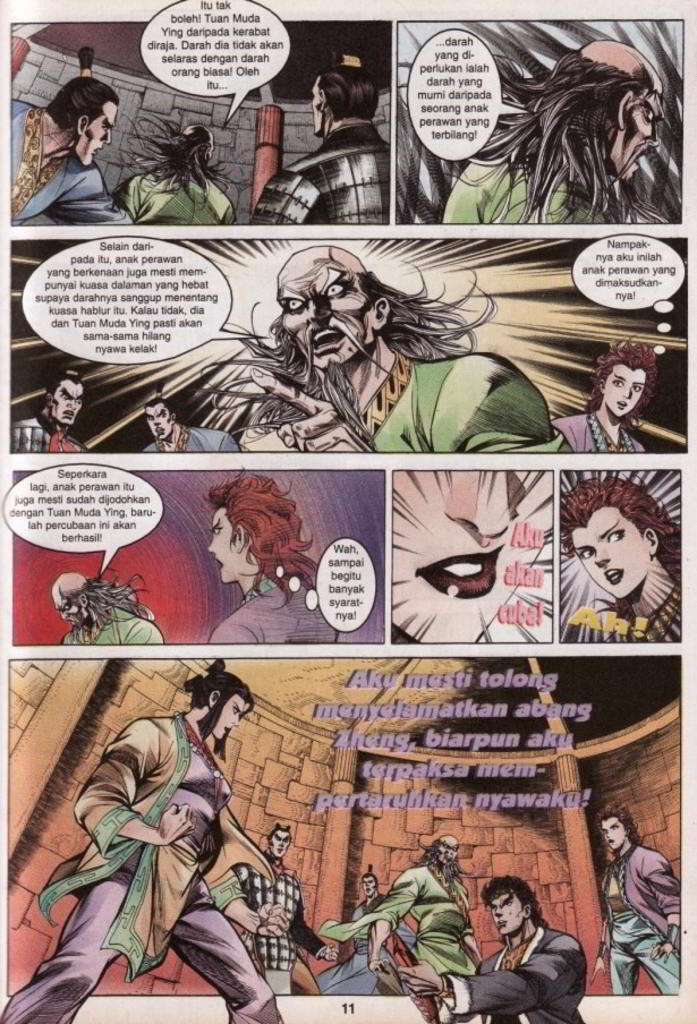 Itu tak
boleh! Tuan Muda
Ying daripada kerabat
diraja. Darah dia tidak akan
selaras dengan darah
orang biasa! Oleh
itu...
...darah
yang di-
perlukan ialah
darah yang
murni daripada
seorang anak
perawan yang
terbilang!
Selain dari-
pada itu, anak perawan
yang berkenaan juga mesti mem-
punyai kuasa dalaman yang hebat
supaya darahnya sanggup menentang
kuasa hablur itu. Kalau tidak, dia
dan Tuan Muda Ying pasti akan
sama-sama hilang
nyawa kelak!
Nampak-
nya aku inilah
anak perawan yang
dimaksudkan-
nya!
Seperkara
lagi, anak perawan itu
juga mesti sudah dijodohkan
dengan Tuan Muda Ying, baru-
lah percubaan ini akan
berhasil!
Wah,
sampai
begitu
banyak
syarat-
nya!
Aku
akan
cuba!
Ah!
Aku mesti tolong
menyelamatkan abang
Zheng, biarpun aku
terpaksa mem-
pertaruhkan nyawaku!
11